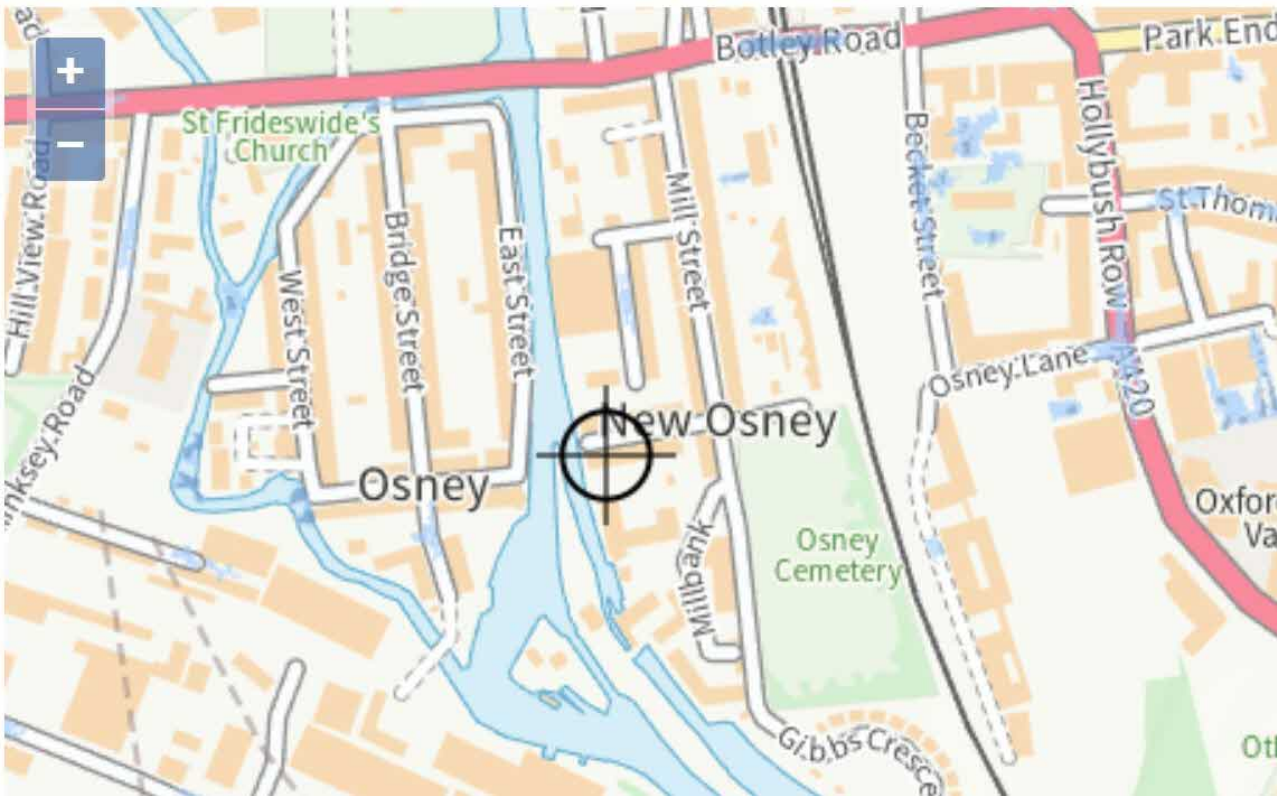 +
−
Botley Road
Park End
St Frideswide's
Church
Hill View Road
Hollybush Row
Becket Street
St Thom
Mill Street
Bridge Street
East Street
West Street
Osney Lane
A420
New Osney
Osney
nksey Road
Oxfor
Va
Osney
Cemetery
Millbank
Gibbs Cresce
Oth